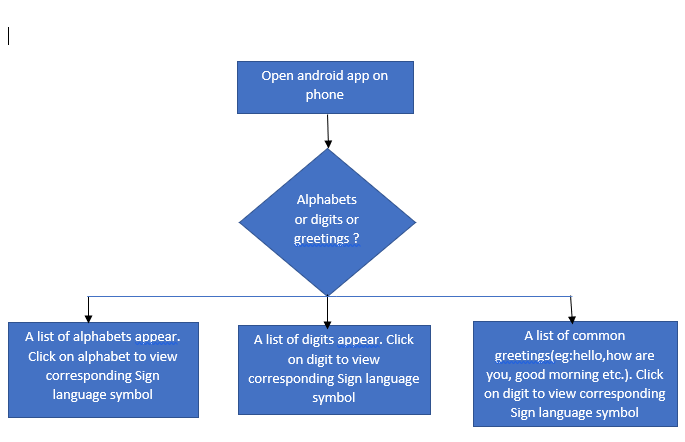 Open android app on
phone
Alphabets
or digits or
greetings ?
A list of alphabets appear.
Click on alphabet to view
corresponding Sign
language symbol
A list of digits appear. Click
on digit to view
corresponding Sign language
symbol
A list of common
greetings(eg:hello,how are
you, good morning etc.). Click
on digit to view corresponding
Sign language symbol